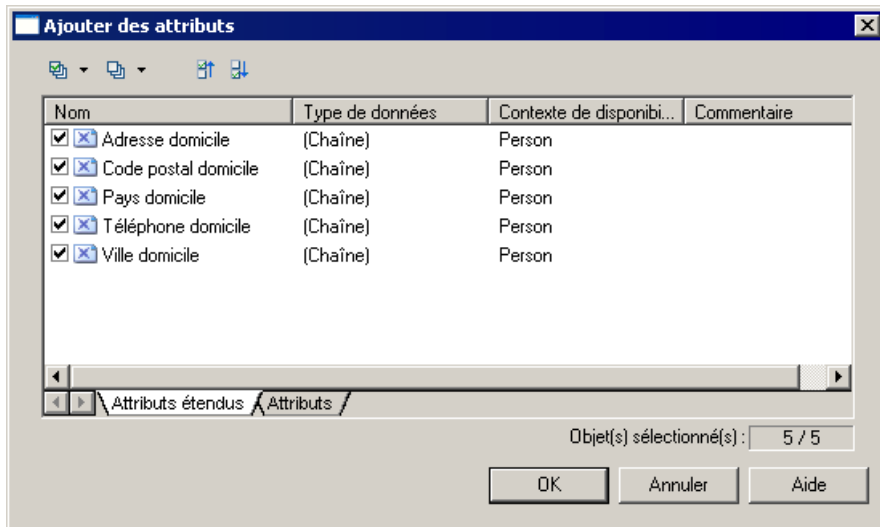 Ajouter des attributs
Nom Type de données Contexte de disponibi... Commentaire
Adresse domicile (Chaîne) Person
Code postal domicile (Chaîne) Person
Pays domicile (Chaîne) Person
Téléphone domicile (Chaîne) Person
Ville domicile (Chaîne) Person
Attributs étendus Attributs
Objet(s) sélectionné(s) : 5 / 5
OK Annuler Aide